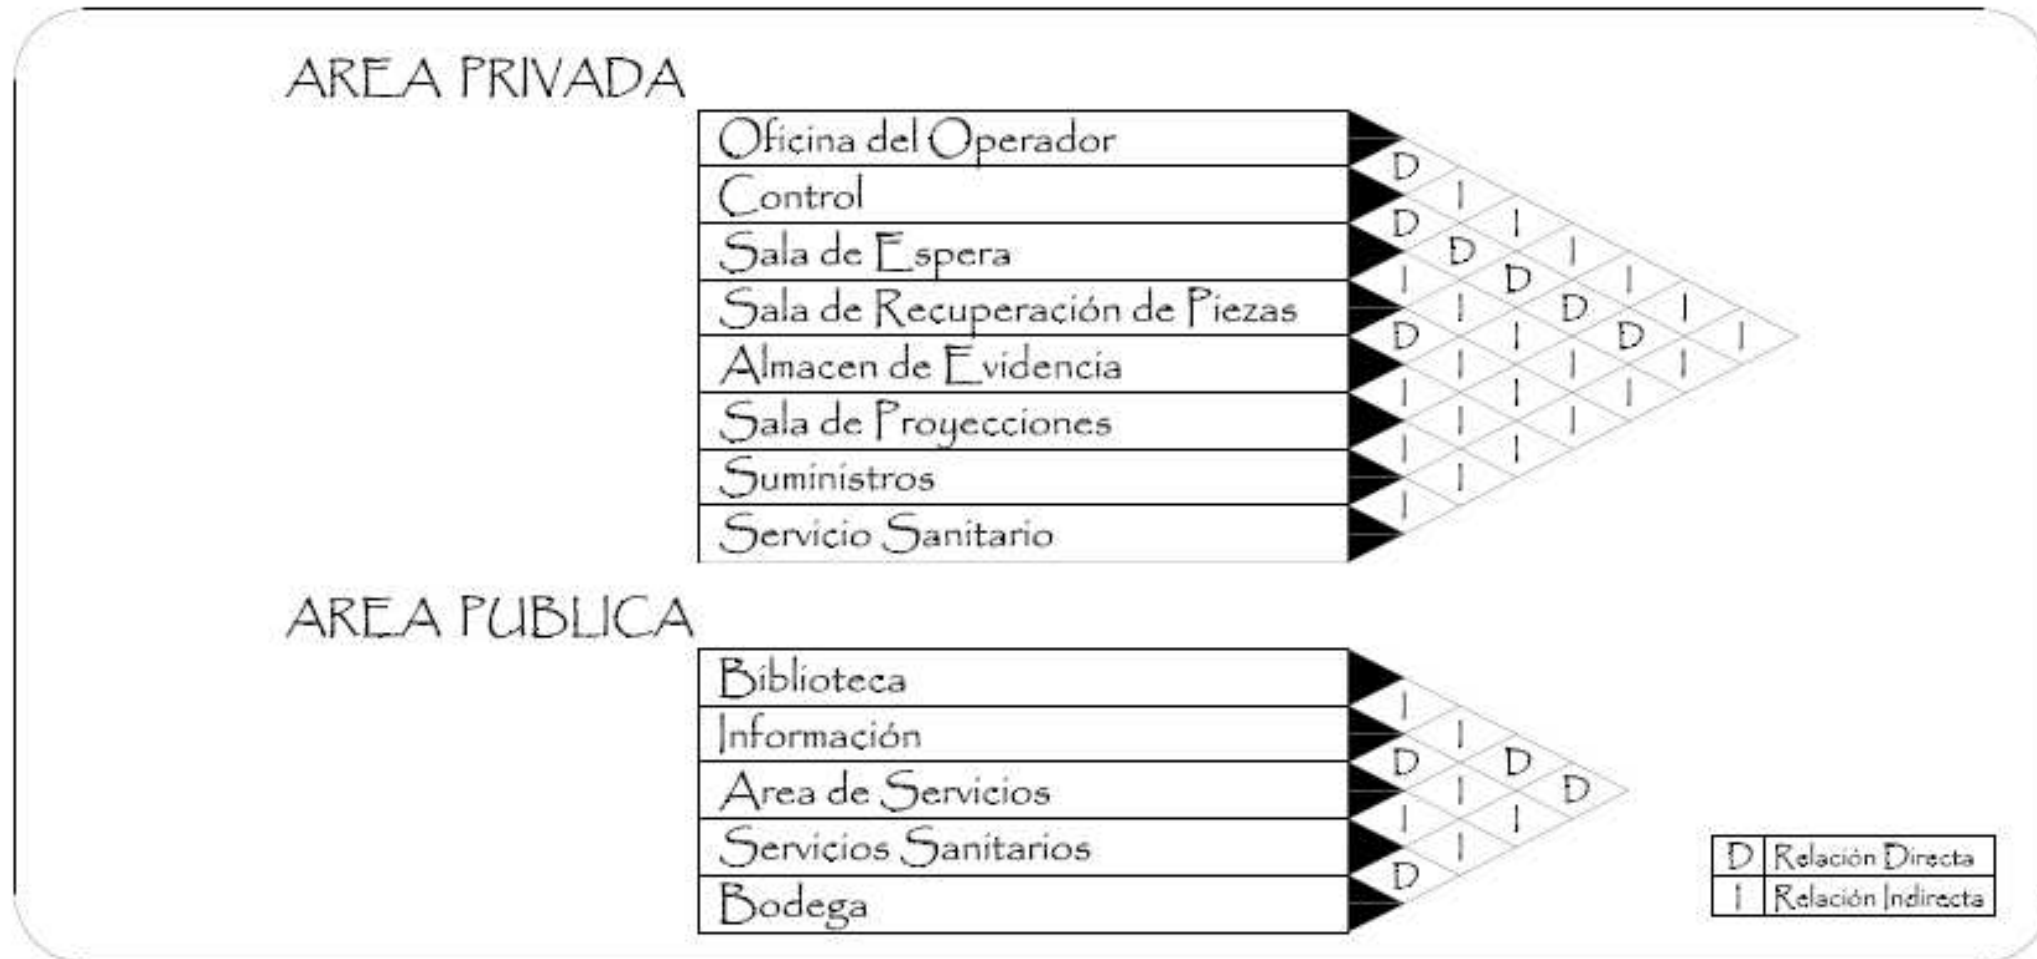 AREA PRIVADA
Oficina del Operador
D
Control
I
D
I
Sala de Espera
D
I
I
D
I
Sala de Recuperación de Piezas
I
D
I
D
I
D
I
I
Almacen de Evidencia
I
I
I
I
I
I
Sala de Proyecciones
I
I
I
I
Suministros
I
I
Servicio Sanitario
AREA PUBLICA
Biblioteca
I
Información
I
D
D
Area de Servicios
I
D
I
I
Servicios Sanitarios
I
D
Bodega
D Relación Directa
I Relación Indirecta